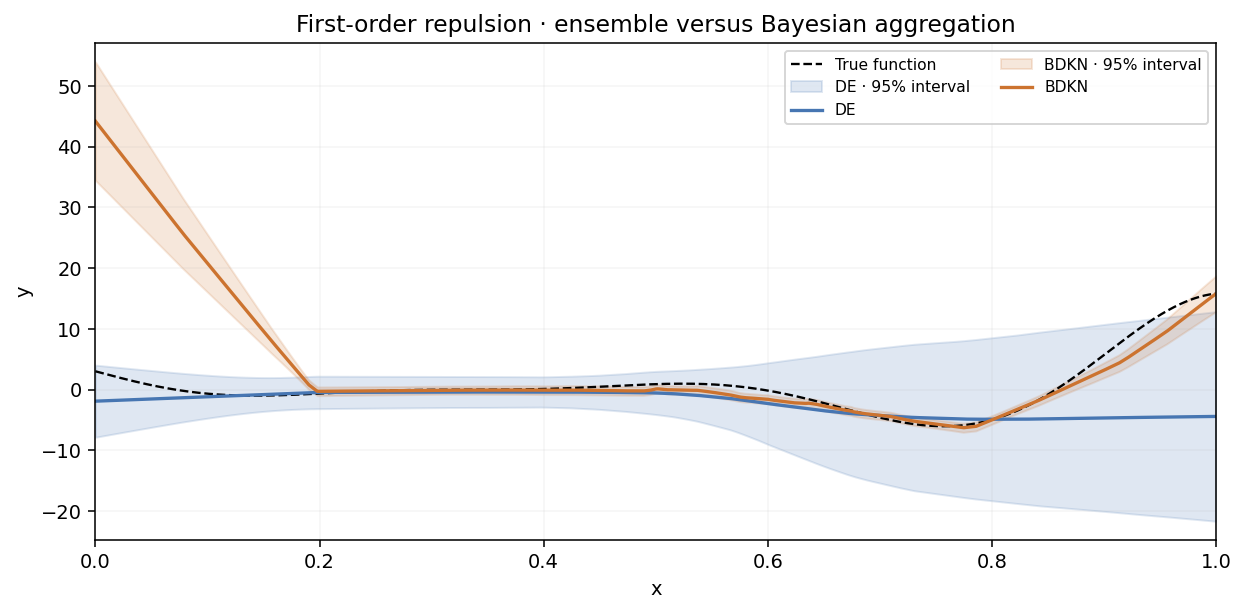 First-order repulsion · ensemble versus Bayesian aggregation
True function
DE · 95% interval
DE
BDKN · 95% interval
BDKN
y
50
40
30
20
10
0
−10
−20
0.0
0.2
0.4
0.6
0.8
1.0
x